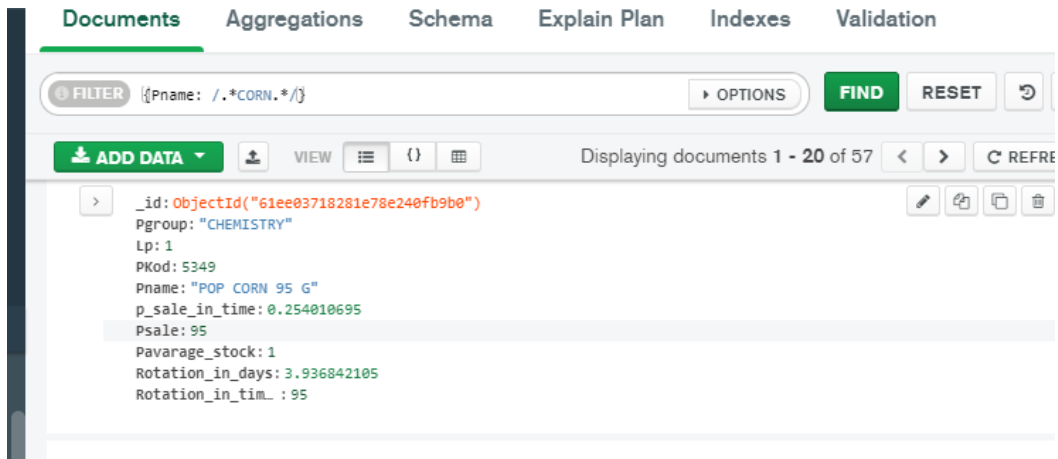 Documents Aggregations Schema Explain Plan Indexes Validation
FILTER {Pname: /.*CORN.*/} OPTIONS FIND RESET
ADD DATA VIEW {} Displaying documents 1 - 20 of 57 < > REFRE
> _id: ObjectId("61ee03718281e78e240fb9b0")
Pgroup: "CHEMISTRY"
Lp: 1
PKod: 5349
Pname: "POP CORN 95 G"
p_sale_in_time: 0.254010695
Psale: 95
Pavarage_stock: 1
Rotation_in_days: 3.936842105
Rotation_in_tim… : 95